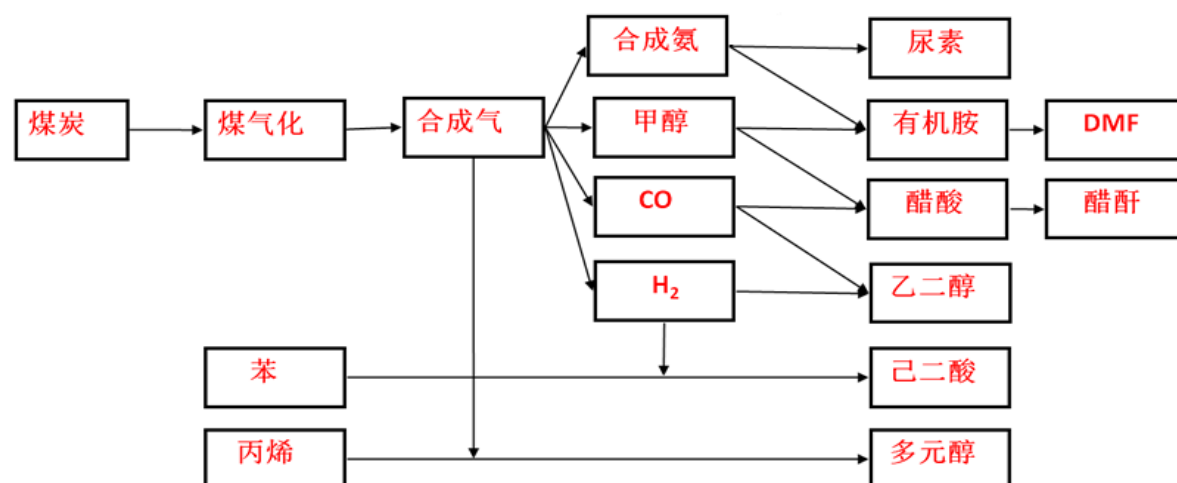 合成氨
尿素
煤炭
煤气化
合成气
甲醇
有机胺
DMF
CO
醋酸
醋酐
H₂
乙二醇
苯
己二酸
丙烯
多元醇